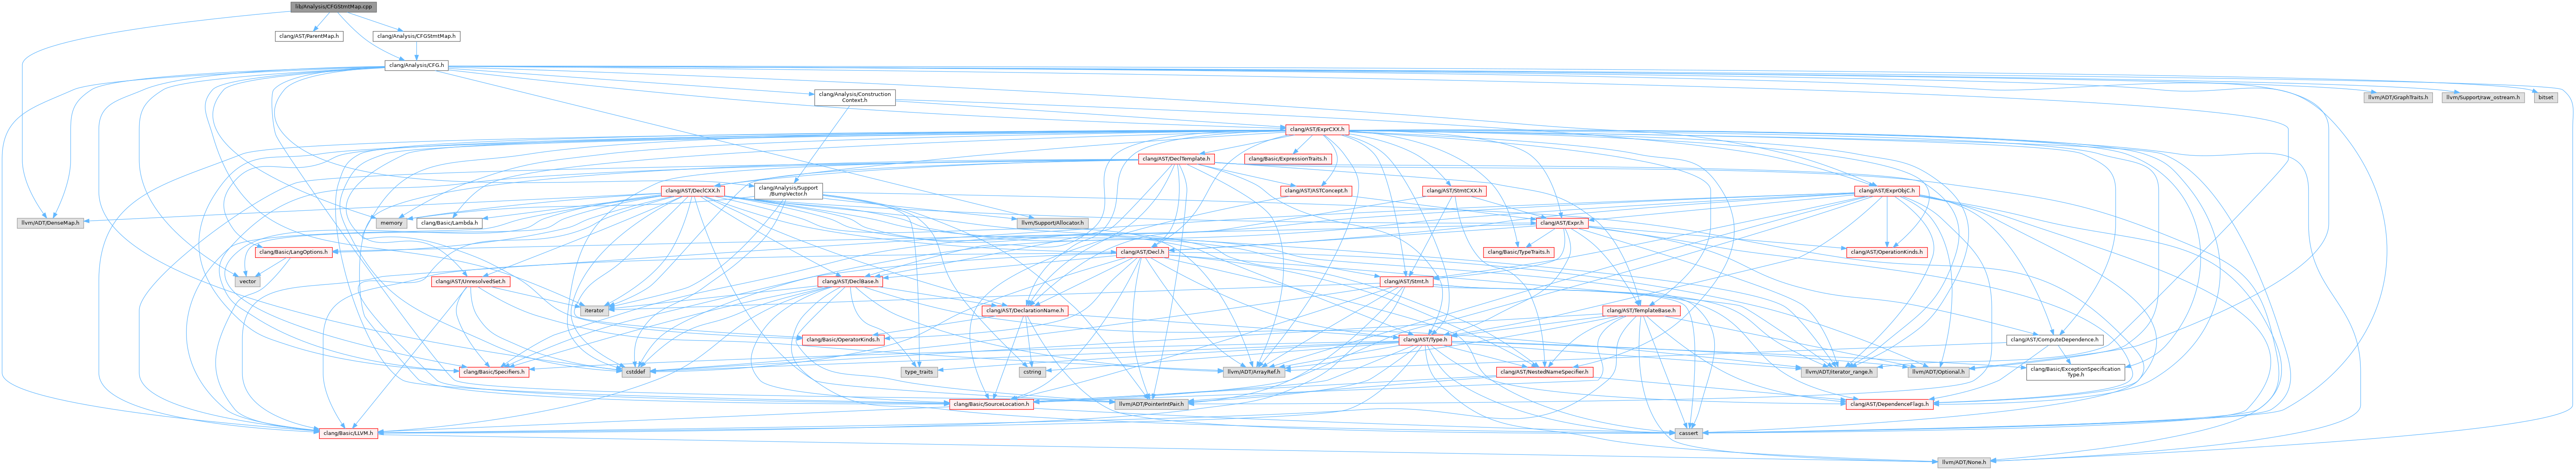 lib/Analysis/CFGStmtMap.cpp
clang/AST/ParentMap.h
clang/Analysis/CFGStmtMap.h
clang/Analysis/CFG.h
clang/Analysis/Construction
Context.h
llvm/ADT/GraphTraits.h
llvm/Support/raw_ostream.h
bitset
clang/AST/ExprCXX.h
clang/AST/DeclTemplate.h
clang/Basic/ExpressionTraits.h
clang/AST/DeclCXX.h
clang/Analysis/Support
/BumpVector.h
clang/AST/ASTConcept.h
clang/AST/StmtCXX.h
clang/AST/ExprObjC.h
llvm/ADT/DenseMap.h
memory
clang/Basic/Lambda.h
llvm/Support/Allocator.h
clang/AST/Expr.h
clang/Basic/LangOptions.h
clang/AST/Decl.h
clang/Basic/TypeTraits.h
clang/AST/OperationKinds.h
vector
clang/AST/UnresolvedSet.h
clang/AST/DeclBase.h
clang/AST/Stmt.h
iterator
clang/AST/DeclarationName.h
clang/AST/TemplateBase.h
clang/Basic/OperatorKinds.h
clang/AST/Type.h
clang/AST/ComputeDependence.h
clang/Basic/Specifiers.h
cstddef
type_traits
cstring
llvm/ADT/ArrayRef.h
clang/AST/NestedNameSpecifier.h
llvm/ADT/iterator_range.h
llvm/ADT/Optional.h
clang/Basic/ExceptionSpecification
Type.h
clang/Basic/SourceLocation.h
llvm/ADT/PointerIntPair.h
clang/AST/DependenceFlags.h
clang/Basic/LLVM.h
cassert
llvm/ADT/None.h